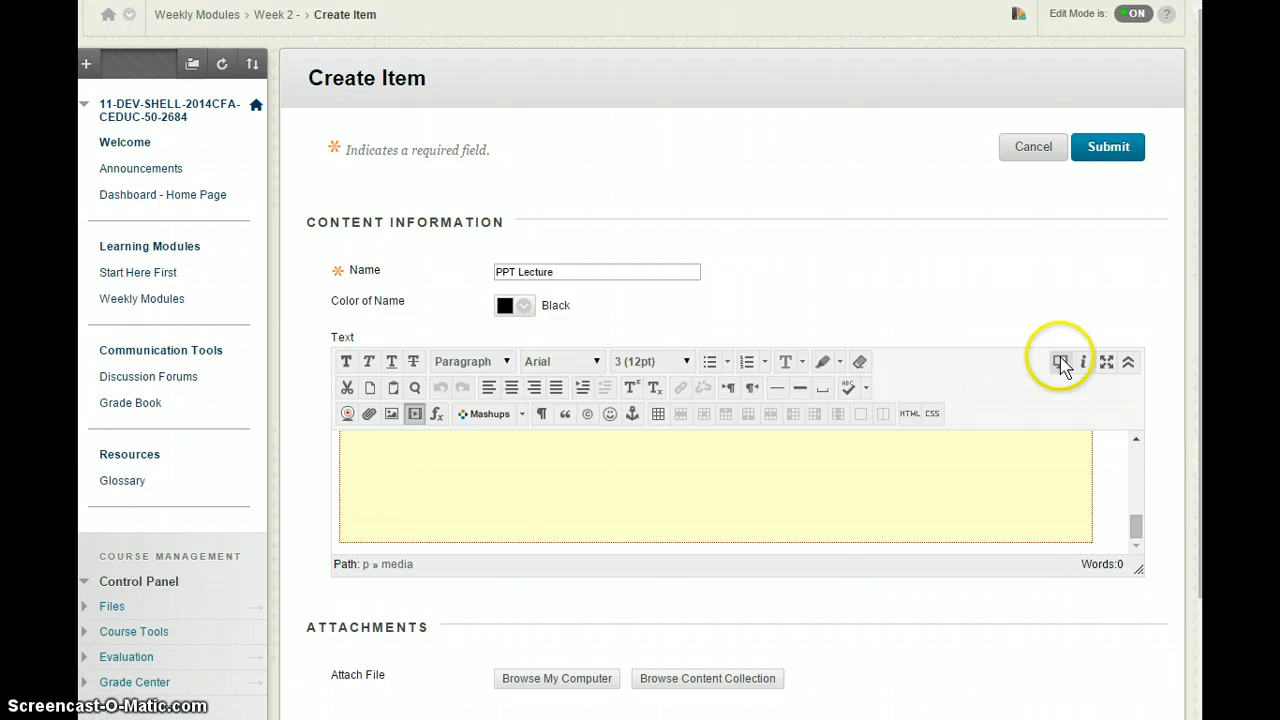 Weekly Modules > Week 2 - > Create Item
Edit Mode is: ON ?
11-DEV-SHELL-2014CFA-
CEDUC-50-2684
Welcome
Announcements
Dashboard - Home Page
Learning Modules
Start Here First
Weekly Modules
Communication Tools
Discussion Forums
Grade Book
Resources
Glossary
COURSE MANAGEMENT
Control Panel
Files
Course Tools
Evaluation
Grade Center
Create Item
Indicates a required field.
Cancel Submit
CONTENT INFORMATION
Name PPT Lecture
Color of Name Black
Text
T T T T Paragraph Arial 3 (12pt) T i
ABC
Mashups HTML CSS
Path: p » media Words:0
ATTACHMENTS
Attach File Browse My Computer Browse Content Collection
Screencast-O-Matic.com